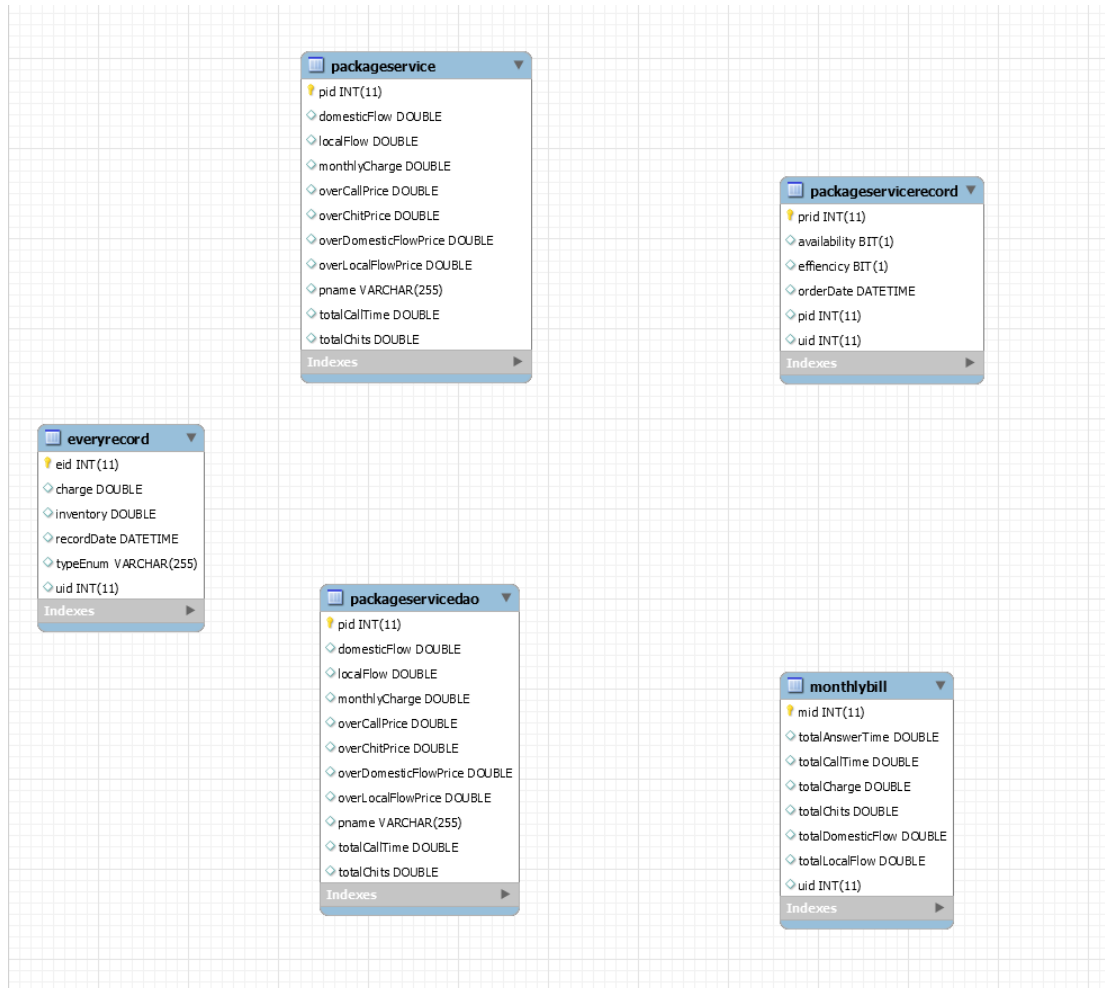 packageservice
pid INT(11)
domesticFlow DOUBLE
localFlow DOUBLE
monthlyCharge DOUBLE
overCallPrice DOUBLE
overChitPrice DOUBLE
overDomesticFlowPrice DOUBLE
overLocalFlowPrice DOUBLE
pname VARCHAR(255)
totalCallTime DOUBLE
totalChits DOUBLE
Indexes
packageservicerecord
prid INT(11)
availability BIT(1)
effiencicy BIT(1)
orderDate DATETIME
pid INT(11)
uid INT(11)
Indexes
everyrecord
eid INT(11)
charge DOUBLE
inventory DOUBLE
recordDate DATETIME
typeEnum VARCHAR(255)
uid INT(11)
Indexes
packageservicedao
pid INT(11)
domesticFlow DOUBLE
localFlow DOUBLE
monthlyCharge DOUBLE
overCallPrice DOUBLE
overChitPrice DOUBLE
overDomesticFlowPrice DOUBLE
overLocalFlowPrice DOUBLE
pname VARCHAR(255)
totalCallTime DOUBLE
totalChits DOUBLE
Indexes
monthlybill
mid INT(11)
totalAnswerTime DOUBLE
totalCallTime DOUBLE
totalCharge DOUBLE
totalChits DOUBLE
totalDomesticFlow DOUBLE
totalLocalFlow DOUBLE
uid INT(11)
Indexes